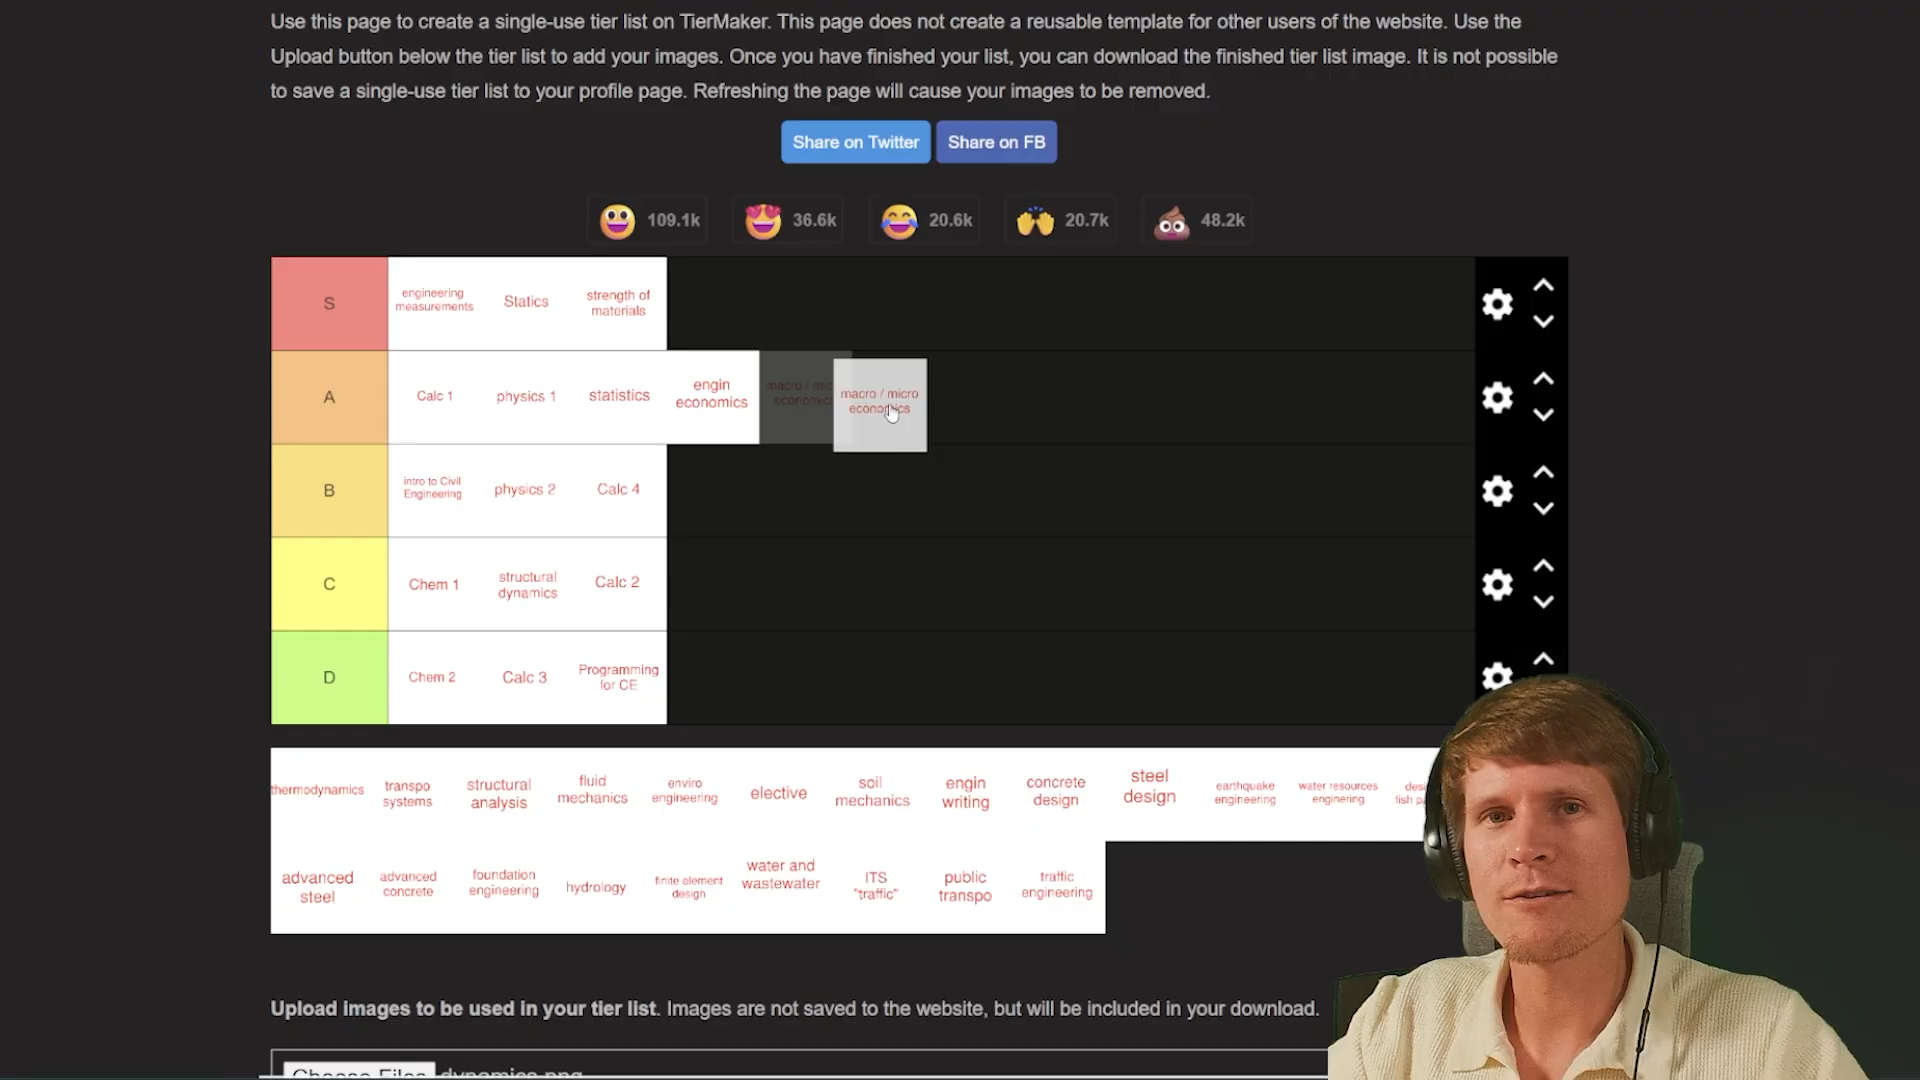 Use this page to create a single-use tier list on TierMaker. This page does not create a reusable template for other users of the website. Use the
Upload button below the tier list to add your images. Once you have finished your list, you can download the finished tier list image. It is not possible
to save a single-use tier list to your profile page. Refreshing the page will cause your images to be removed.
Share on Twitter Share on FB
109.1k 36.6k 20.6k 20.7k 48.2k
S
engineering
measurements
Statics
strength of
materials
A
Calc 1
physics 1
statistics
engin
economics
macro / micro
economics
B
intro to Civil
Engineering
physics 2
Calc 4
C
Chem 1
structural
dynamics
Calc 2
D
Chem 2
Calc 3
Programming
for CE
thermodynamics
transpo
systems
structural
analysis
fluid
mechanics
enviro
engineering
elective
soil
mechanics
engin
writing
concrete
design
steel
design
earthquake
engineering
water resources
enginering
advanced
steel
advanced
concrete
foundation
engineering
hydrology
finite element
design
water and
wastewater
ITS
"traffic"
public
transpo
traffic
engineering
Upload images to be used in your tier list. Images are not saved to the website, but will be included in your download.
Choose Files dynamics.png